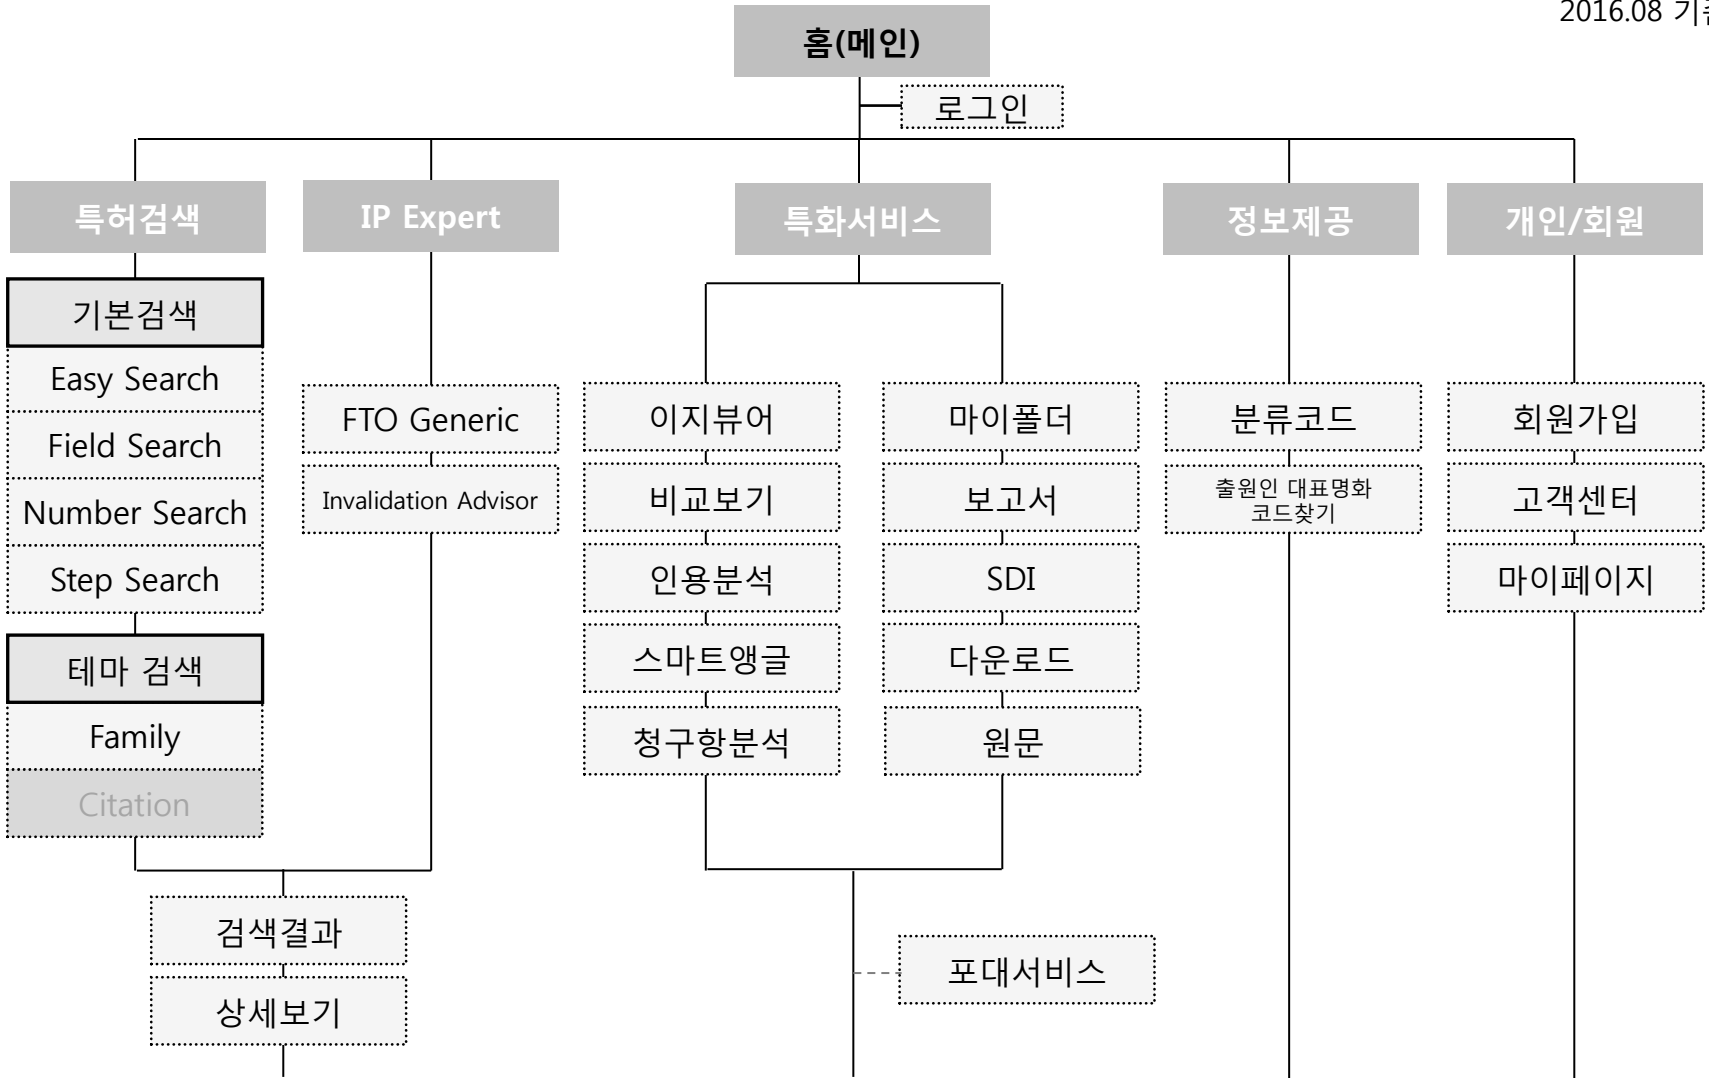 2016.08
홈(메인)
로그인
특허검색
IP Expert
특화서비스
정보제공
개인/회원
기본검색
Easy Search
Field Search
Number Search
Step Search
테마 검색
Family
Citation
FTO Generic
Invalidation Advisor
이지뷰어
비교보기
인용분석
스마트앵글
청구항분석
마이폴더
보고서
SDI
다운로드
원문
분류코드
출원인 대표명화
코드찾기
회원가입
고객센터
마이페이지
검색결과
상세보기
포대서비스